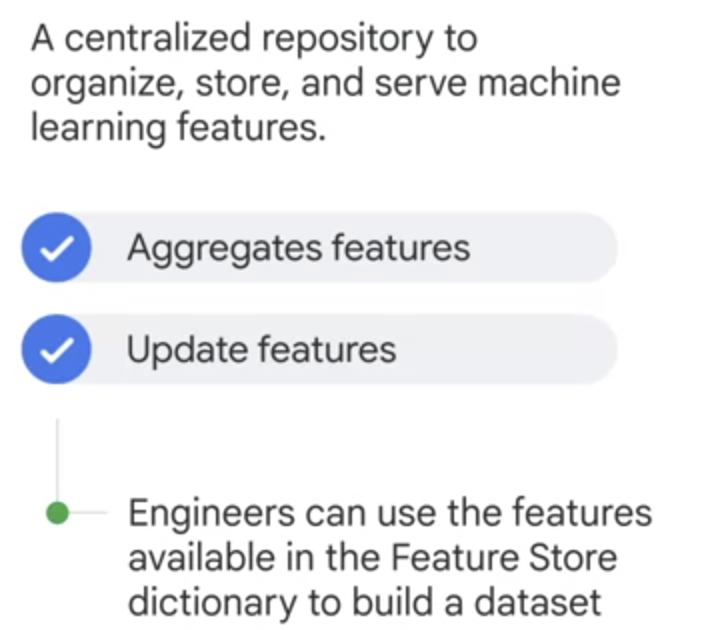 A centralized repository to
organize, store, and serve machine
learning features.
Aggregates features
Update features
Engineers can use the features
available in the Feature Store
dictionary to build a dataset